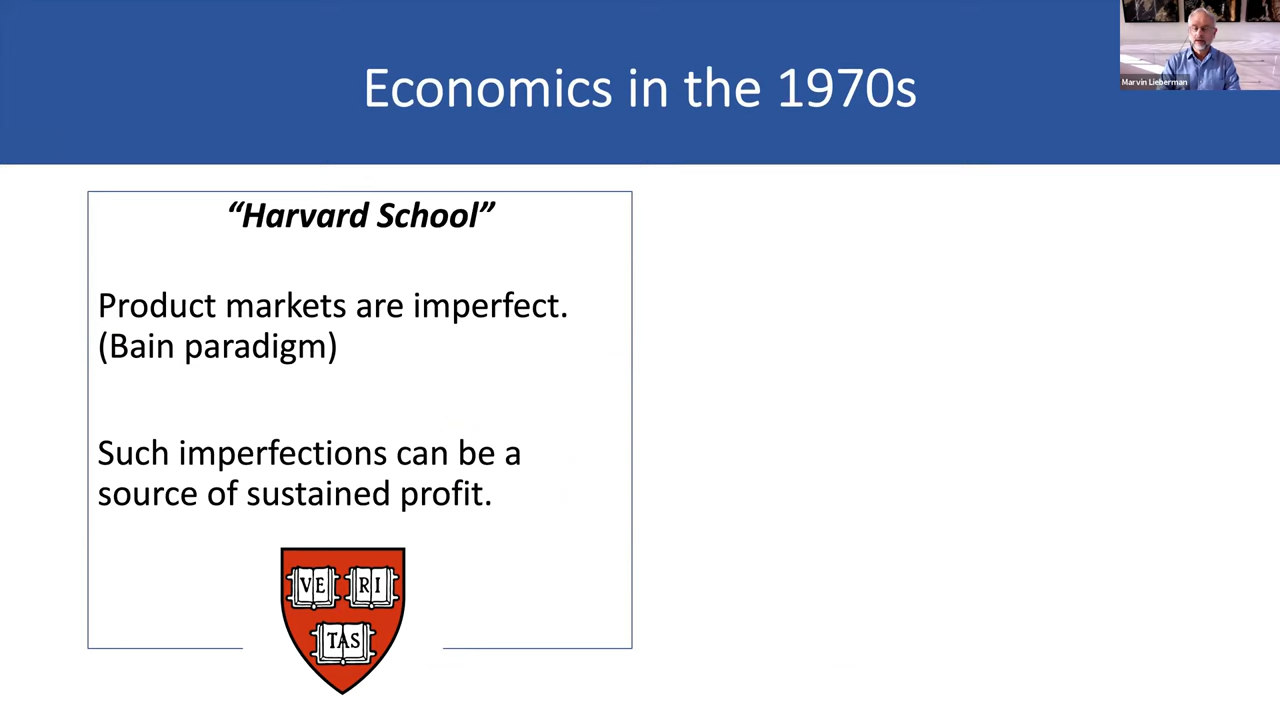 Economics in the 1970s
Marvin Lieberman
“Harvard School”
Product markets are imperfect.
(Bain paradigm)
Such imperfections can be a
source of sustained profit.
VE RI
TAS